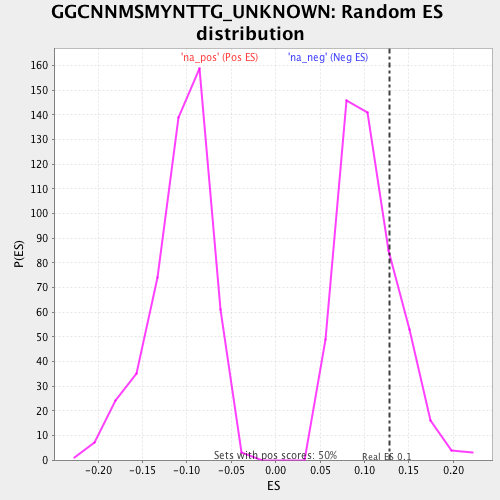 GGCNNMSMYNTTG_UNKNOWN: Random ES
distribution
'na_pos' (Pos ES) 'na_neg' (Neg ES)
160
150
140
130
120
110
100
90
80
70
60
50
40
30
20
10
0
P(ES)
Sets with pos scores: 50%
Real ES 0.1
-0.20 -0.15 -0.10 -0.05 0.00 0.05 0.10 0.15 0.20
ES